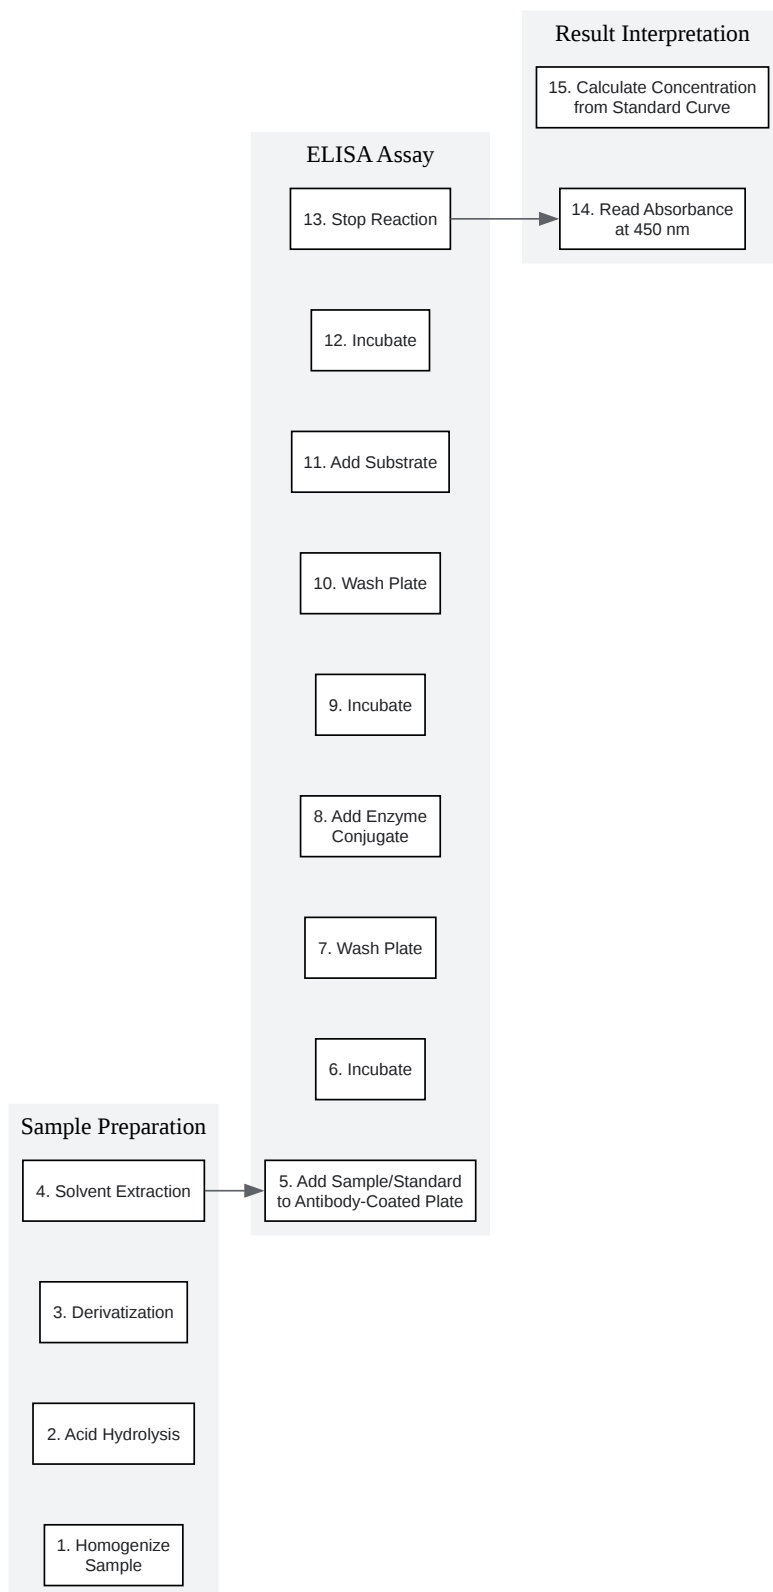 Result Interpretation
15. Calculate Concentration
from Standard Curve
14. Read Absorbance
at 450 nm
ELISA Assay
13. Stop Reaction
12. Incubate
11. Add Substrate
10. Wash Plate
9. Incubate
8. Add Enzyme
Conjugate
7. Wash Plate
6. Incubate
5. Add Sample/Standard
to Antibody-Coated Plate
Sample Preparation
4. Solvent Extraction
3. Derivatization
2. Acid Hydrolysis
1. Homogenize
Sample